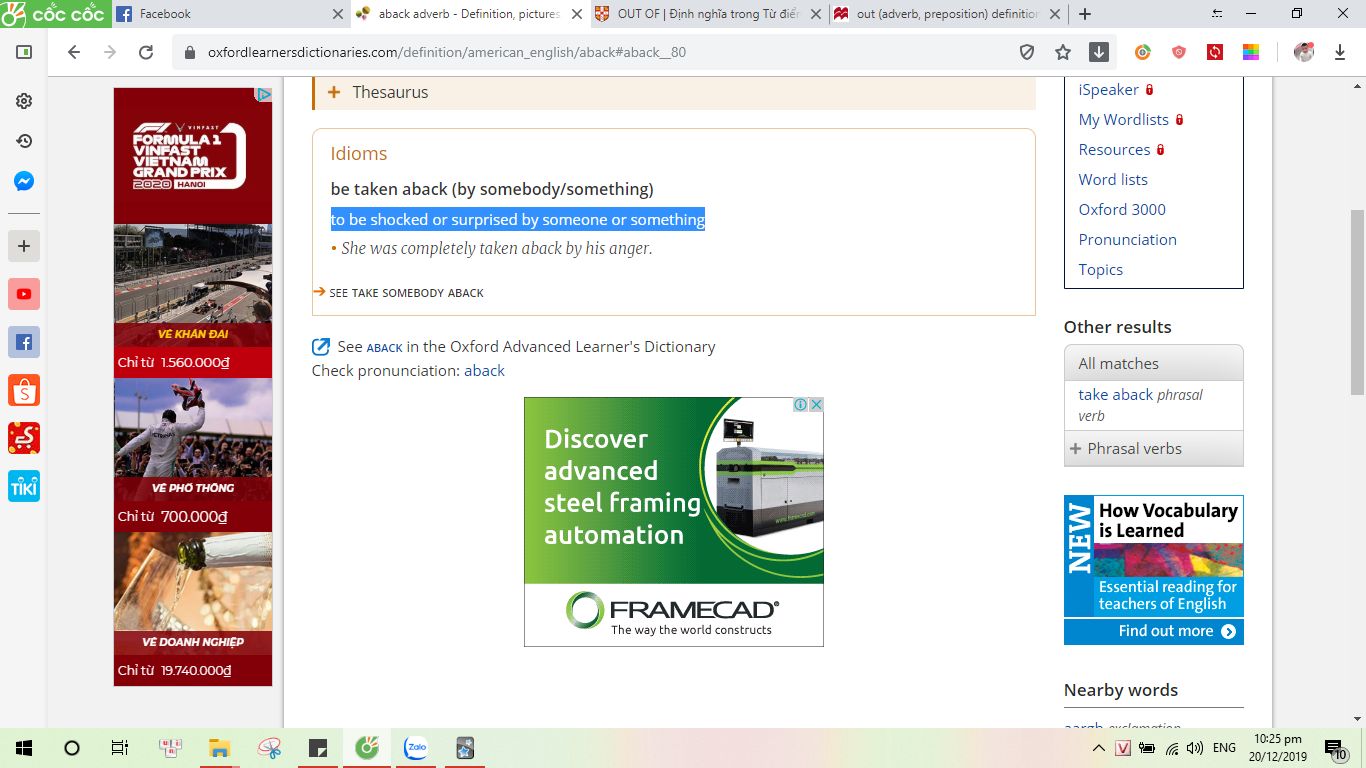 cốc cốc
Facebook
aback adverb - Definition, pictures
OUT OF | Định nghĩa trong Từ điển
out (adverb, preposition) definition
oxfordlearnersdictionaries.com/definition/american_english/aback#aback__80
FORMULA 1
VINFAST
VIETNAM
GRAND PRIX
2020 HANOI
VÉ KHÁN ĐÀI
Chỉ từ 1.560.000₫
VÉ PHỔ THÔNG
Chỉ từ 700.000₫
VÉ DOANH NGHIỆP
Chỉ từ 19.740.000₫
+ Thesaurus
Idioms
be taken aback (by somebody/something)
to be shocked or surprised by someone or something
• She was completely taken aback by his anger.
→ SEE TAKE SOMEBODY ABACK
See ABACK in the Oxford Advanced Learner's Dictionary
Check pronunciation: aback
Discover
advanced
steel framing
automation
FRAMECAD®
The way the world constructs
iSpeaker
My Wordlists
Resources
Word lists
Oxford 3000
Pronunciation
Topics
Other results
All matches
take aback phrasal
verb
+ Phrasal verbs
NEW
How Vocabulary
is Learned
Essential reading for
teachers of English
Find out more
Nearby words
aargh exclamation
TIKI
Zalo
ENG
10:25 pm
20/12/2019
10